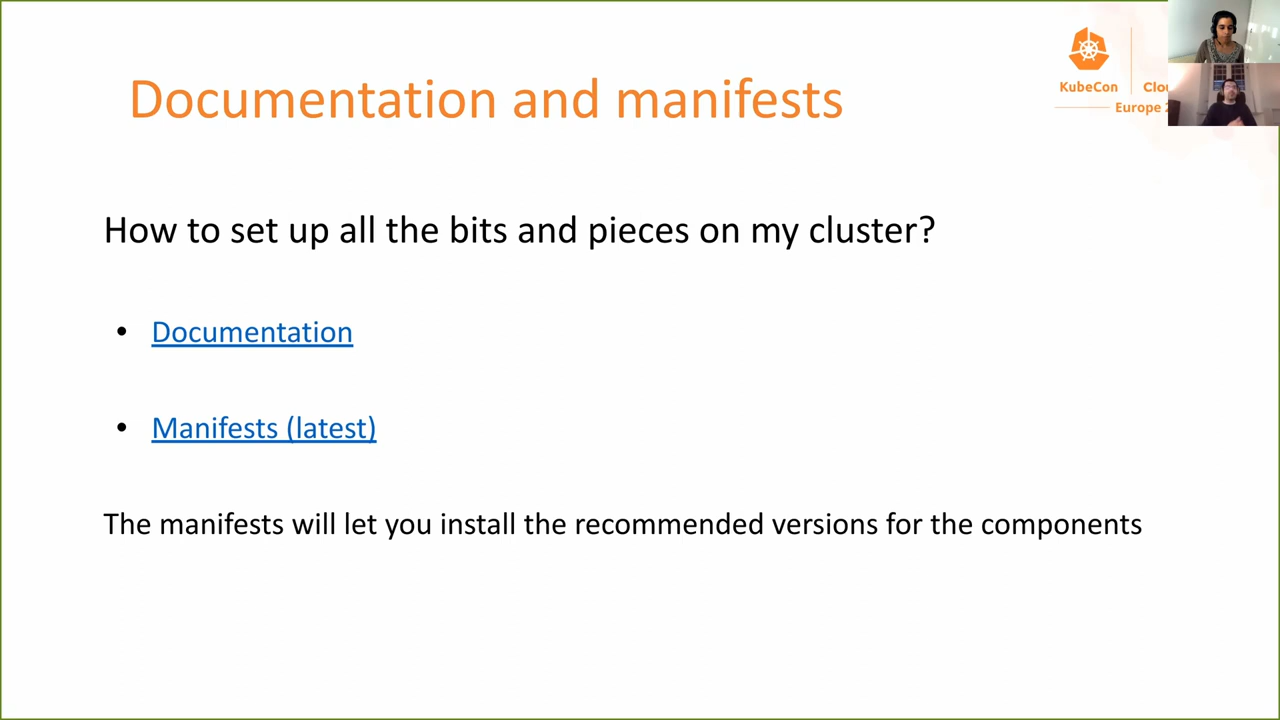 Documentation and manifests
KubeCon
Europe
How to set up all the bits and pieces on my cluster?
• Documentation
• Manifests (latest)
The manifests will let you install the recommended versions for the components